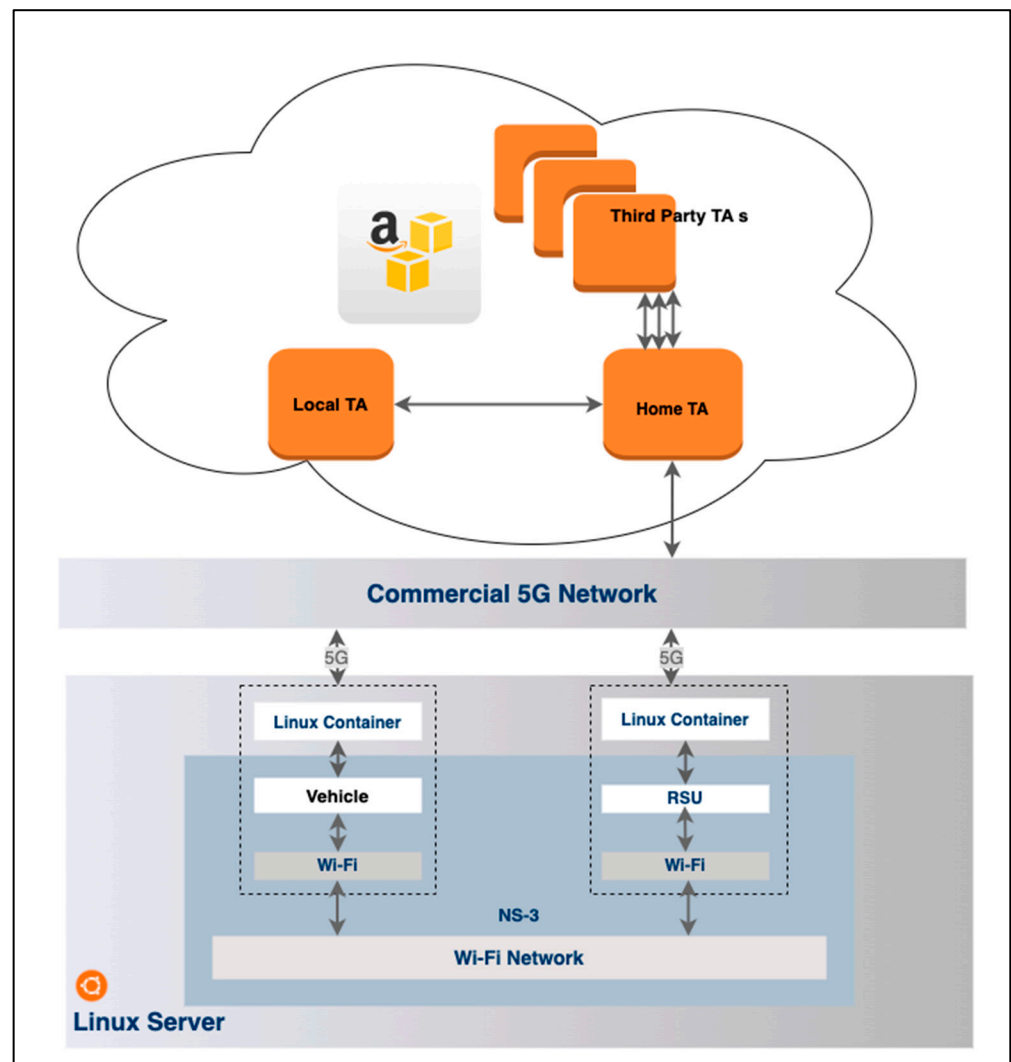 a
Third Party TA s
Local TA
Home TA
Commercial 5G Network
5G
5G
Linux Container
Linux Container
Vehicle
RSU
Wi-Fi
Wi-Fi
NS-3
Wi-Fi Network
Linux Server